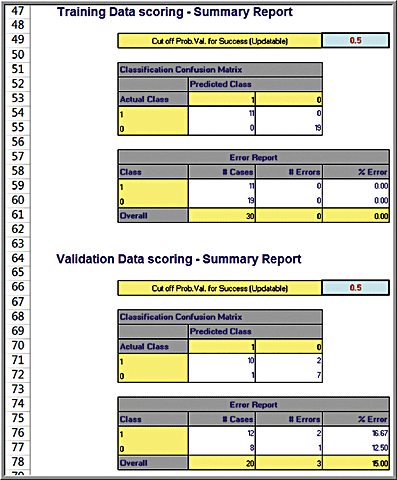 47 Training Data scoring - Summary Report
48
49 Cut off Prob.Val. for Success (Updatable) 0.5
50
51 Classification Confusion Matrix
52 Predicted Class
53 Actual Class 1 0
54 1 11 0
55 0 0 19
56
57 Error Report
58 Class # Cases # Errors % Error
59 1 11 0 0.00
60 0 19 0 0.00
61 Overall 30 0 0.00
62
63
64 Validation Data scoring - Summary Report
65
66 Cut off Prob.Val. for Success (Updatable) 0.5
67
68 Classification Confusion Matrix
69 Predicted Class
70 Actual Class 1 0
71 1 10 2
72 0 1 7
73
74 Error Report
75 Class # Cases # Errors % Error
76 1 12 2 16.67
77 0 8 1 12.50
78 Overall 20 3 15.00